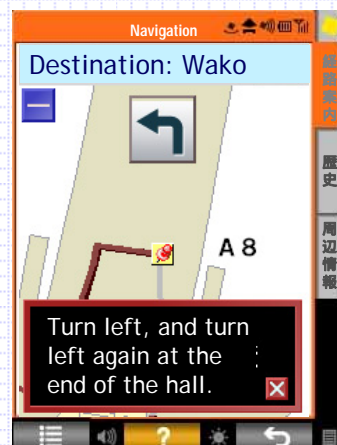 Navigation
Destination: Wako
経路案内
歴史
周辺情報
A 8
Turn left, and turn
left again at the
end of the hall.
?